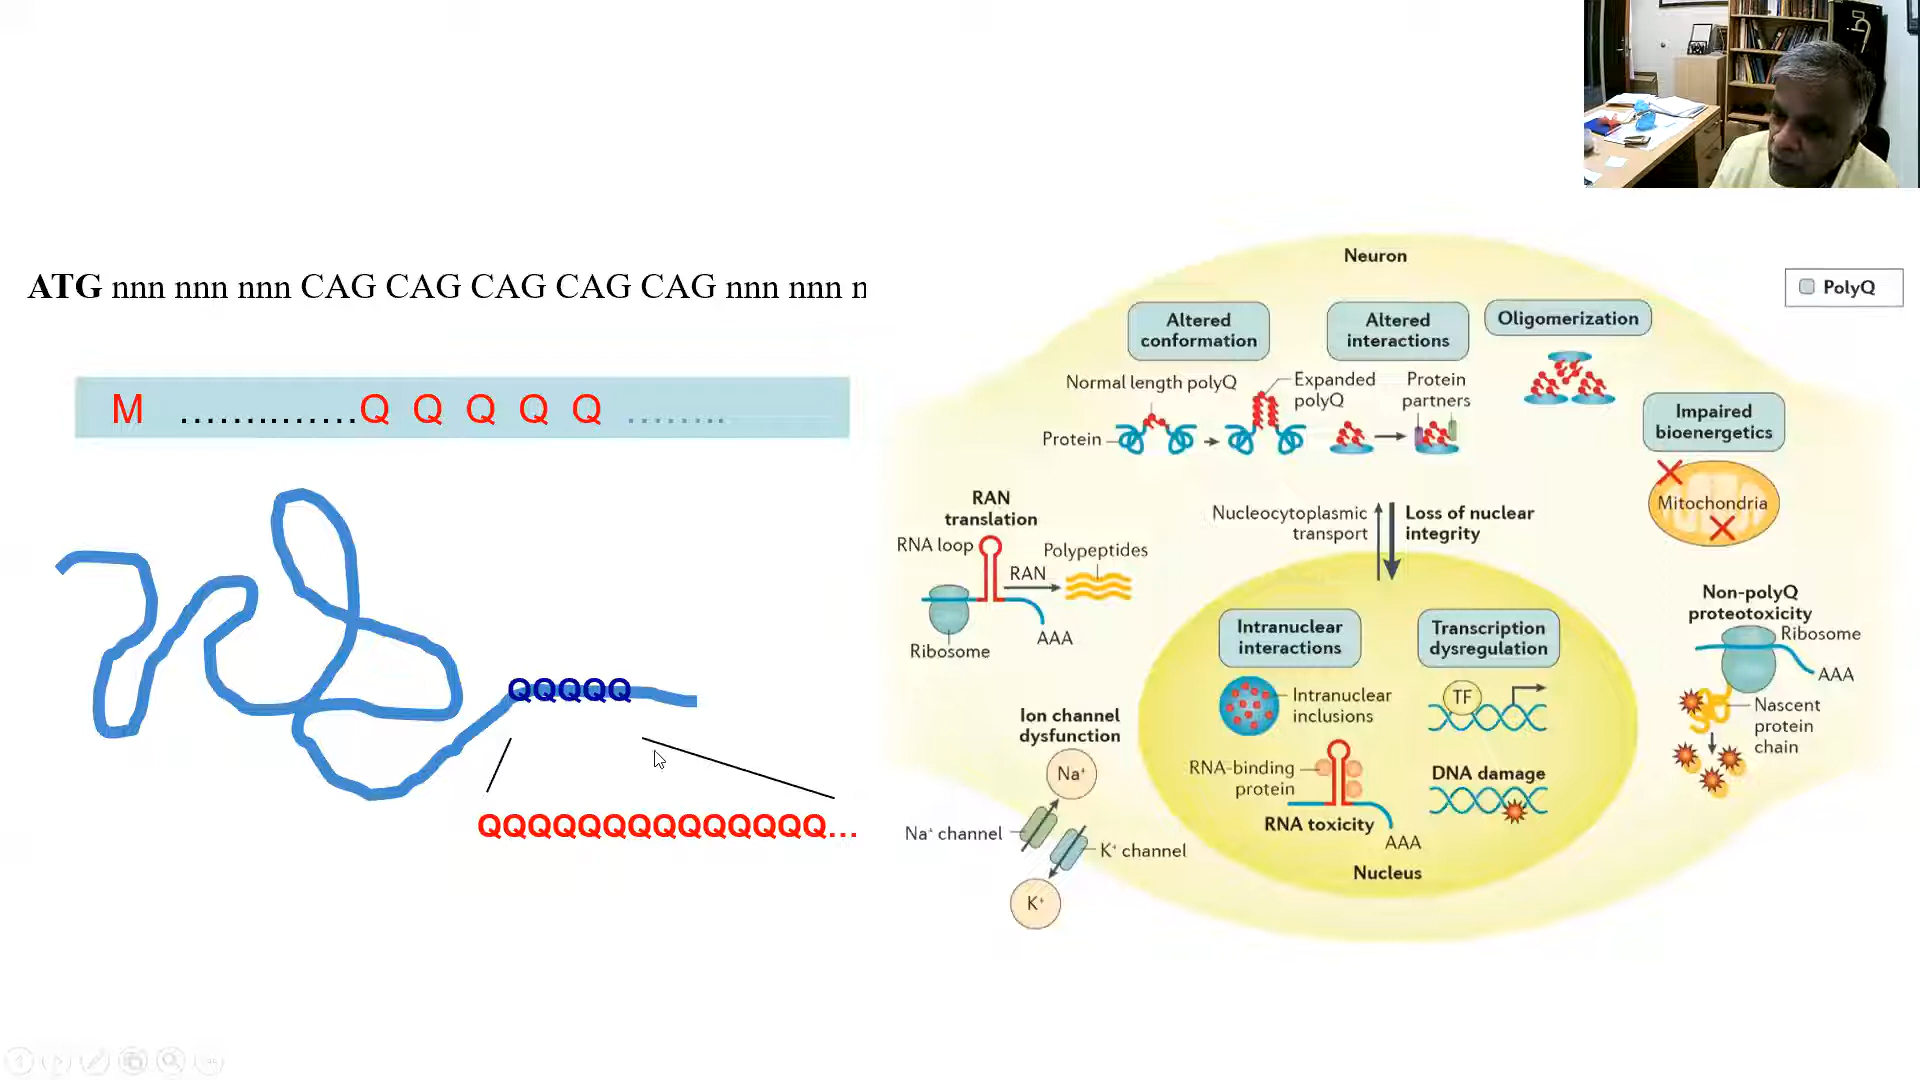 ATG nnn nnn nnn CAG CAG CAG CAG CAG nnn nnn n
M .............. Q Q Q Q Q ........
QQQQQ
QQQQQQQQQQQQQQ...
Neuron
PolyQ
Altered
conformation
Altered
interactions
Oligomerization
Normal length polyQ
Expanded
polyQ
Protein
partners
Protein
Impaired
bioenergetics
Mitochondria
RAN
translation
RNA loop
RAN
Polypeptides
AAA
Ribosome
Nucleocytoplasmic
transport
Loss of nuclear
integrity
Non-polyQ
proteotoxicity
Ribosome
AAA
Nascent
protein
chain
Intranuclear
interactions
Transcription
dysregulation
Intranuclear
inclusions
TF
RNA-binding
protein
RNA toxicity
AAA
DNA damage
Nucleus
Ion channel
dysfunction
Na⁺
Na⁺ channel
K⁺ channel
K⁺